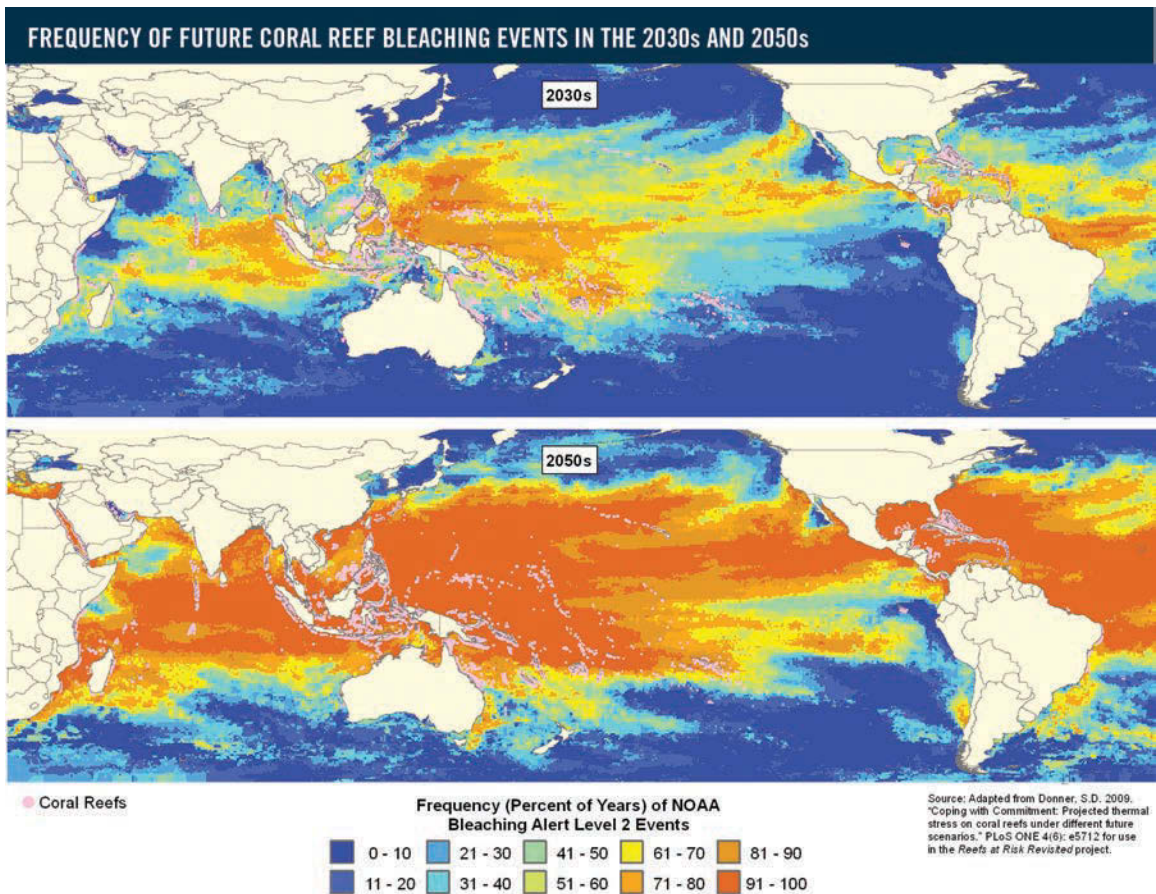 FREQUENCY OF FUTURE CORAL REEF BLEACHING EVENTS IN THE 2030s AND 2050s
2030s
2050s
Coral Reefs
Frequency (Percent of Years) of NOAA
Bleaching Alert Level 2 Events
0 - 10
21 - 30
41 - 50
61 - 70
81 - 90
11 - 20
31 - 40
51 - 60
71 - 80
91 - 100
Source: Adapted from Donner, S.D. 2009.
"Coping with Commitment: Projected thermal
stress on coral reefs under different future
scenarios." PLoS ONE 4(6): e5712 for use
in the Reefs at Risk Revisited project.